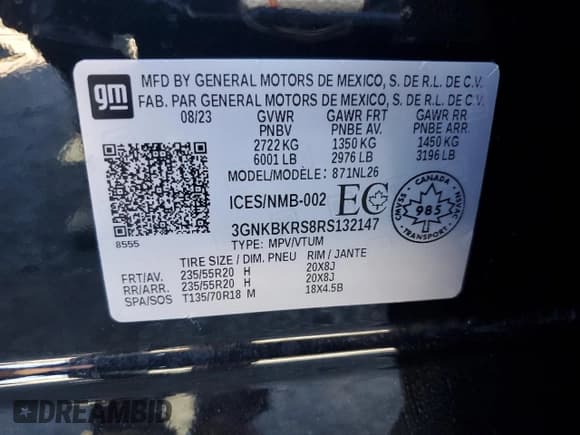 gm
MFD BY GENERAL MOTORS DE MEXICO, S. DE R.L. DE C.V.
FAB. PAR GENERAL MOTORS DE MEXICO, S. DE R.L. DE C.V.
08/23 GVWR GAWR FRT GAWR RR
PNBV PNBE AV. PNBE ARR.
2722 KG 1350 KG 1450 KG
6001 LB 2976 LB 3196 LB
MODEL/MODÈLE: 871NL26
ICES/NMB-002 EC
CANADA
SVAC NSVAC
985
TRANSPORT
3GNKBKRS8RS132147
8555
TYPE: MPV/VTUM
TIRE SIZE / DIM. PNEU RIM / JANTE
FRT/AV. 235/55R20 H 20X8J
RR/ARR. 235/55R20 H 20X8J
SPA/SOS T135/70R18 M 18X4.5B
DREAMBID